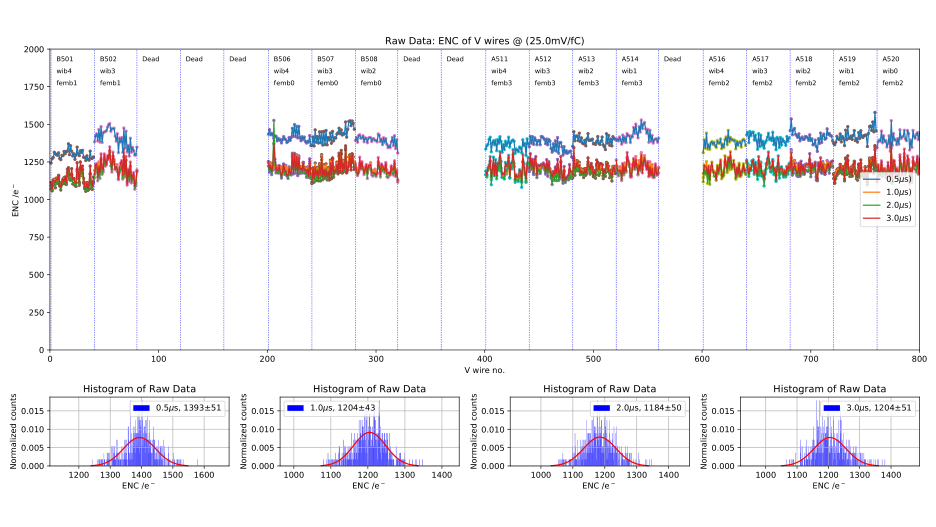 Raw Data: ENC of V wires @ (25.0mV/fC)
B501 B502 Dead Dead Dead B506 B507 B508 Dead Dead A511 A512 A513 A514 Dead A516 A517 A518 A519 A520
wib4 wib3 wib4 wib3 wib2 wib4 wib3 wib2 wib1 wib4 wib3 wib2 wib1 wib0
femb1 femb1 femb0 femb0 femb0 femb3 femb3 femb3 femb3 femb2 femb2 femb2 femb2 femb2
2000
1750
1500
1250
1000
750
500
250
0
ENC /e⁻
0.5μs)
1.0μs)
2.0μs)
3.0μs)
0 100 200 300 400 500 600 700 800
V wire no.
Histogram of Raw Data
Normalized counts
0.015
0.010
0.005
0.000
0.5μs, 1393±51
1200 1300 1400 1500 1600
ENC /e⁻
Histogram of Raw Data
Normalized counts
0.015
0.010
0.005
0.000
1.0μs, 1204±43
1000 1100 1200 1300 1400
ENC /e⁻
Histogram of Raw Data
Normalized counts
0.015
0.010
0.005
0.000
2.0μs, 1184±50
1000 1100 1200 1300 1400
ENC /e⁻
Histogram of Raw Data
Normalized counts
0.015
0.010
0.005
0.000
3.0μs, 1204±51
1000 1100 1200 1300 1400
ENC /e⁻